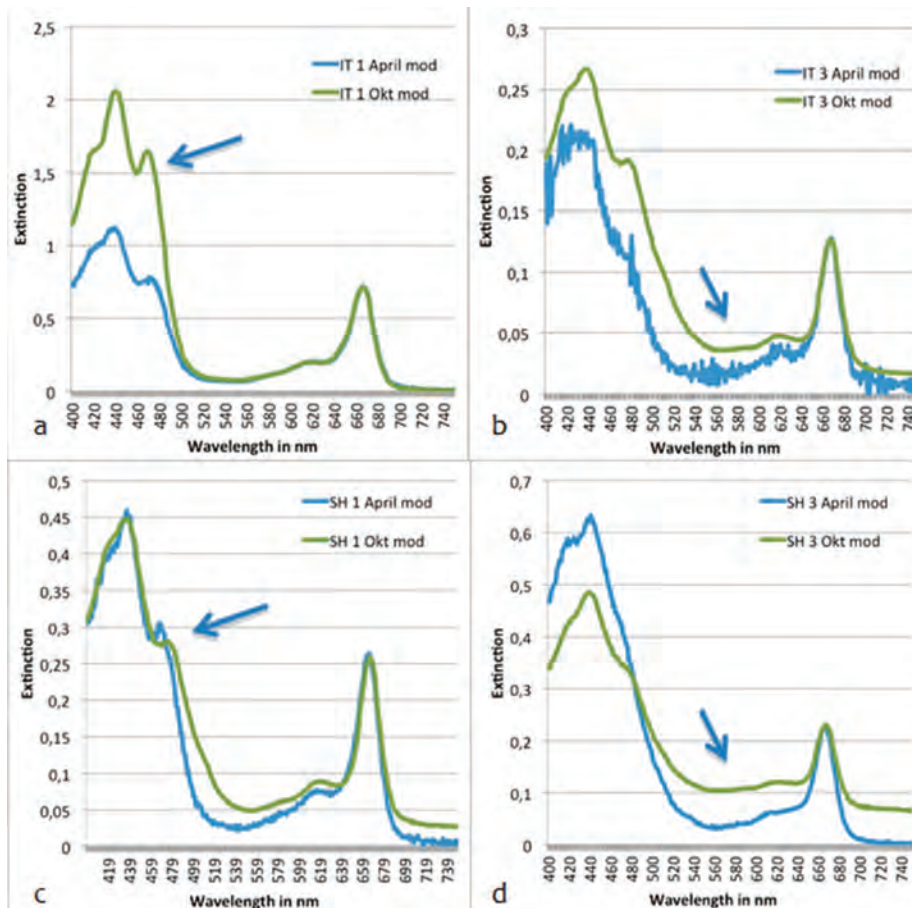 2,5
2
1,5
1
0,5
0
Extinction
IT 1 April mod
IT 1 Okt mod
400 420 440 460 480 500 520 540 560 580 600 620 640 660 680 700 720 740
Wavelength in nm
a
0,3
0,25
0,2
0,15
0,1
0,05
0
Extinction
IT 3 April mod
IT 3 Okt mod
400 420 440 460 480 500 520 540 560 580 600 620 640 660 680 700 720 740
Wavelength in nm
b
0,5
0,45
0,4
0,35
0,3
0,25
0,2
0,15
0,1
0,05
0
Extinction
SH 1 April mod
SH 1 Okt mod
419 439 459 479 499 519 539 559 579 599 619 639 659 679 699 719 739
Wavelength in nm
c
0,7
0,6
0,5
0,4
0,3
0,2
0,1
0
Extinction
SH 3 April mod
SH 3 Okt mod
400 420 440 460 480 500 520 540 560 580 600 620 640 660 680 700 720 740
Wavelength in nm
d